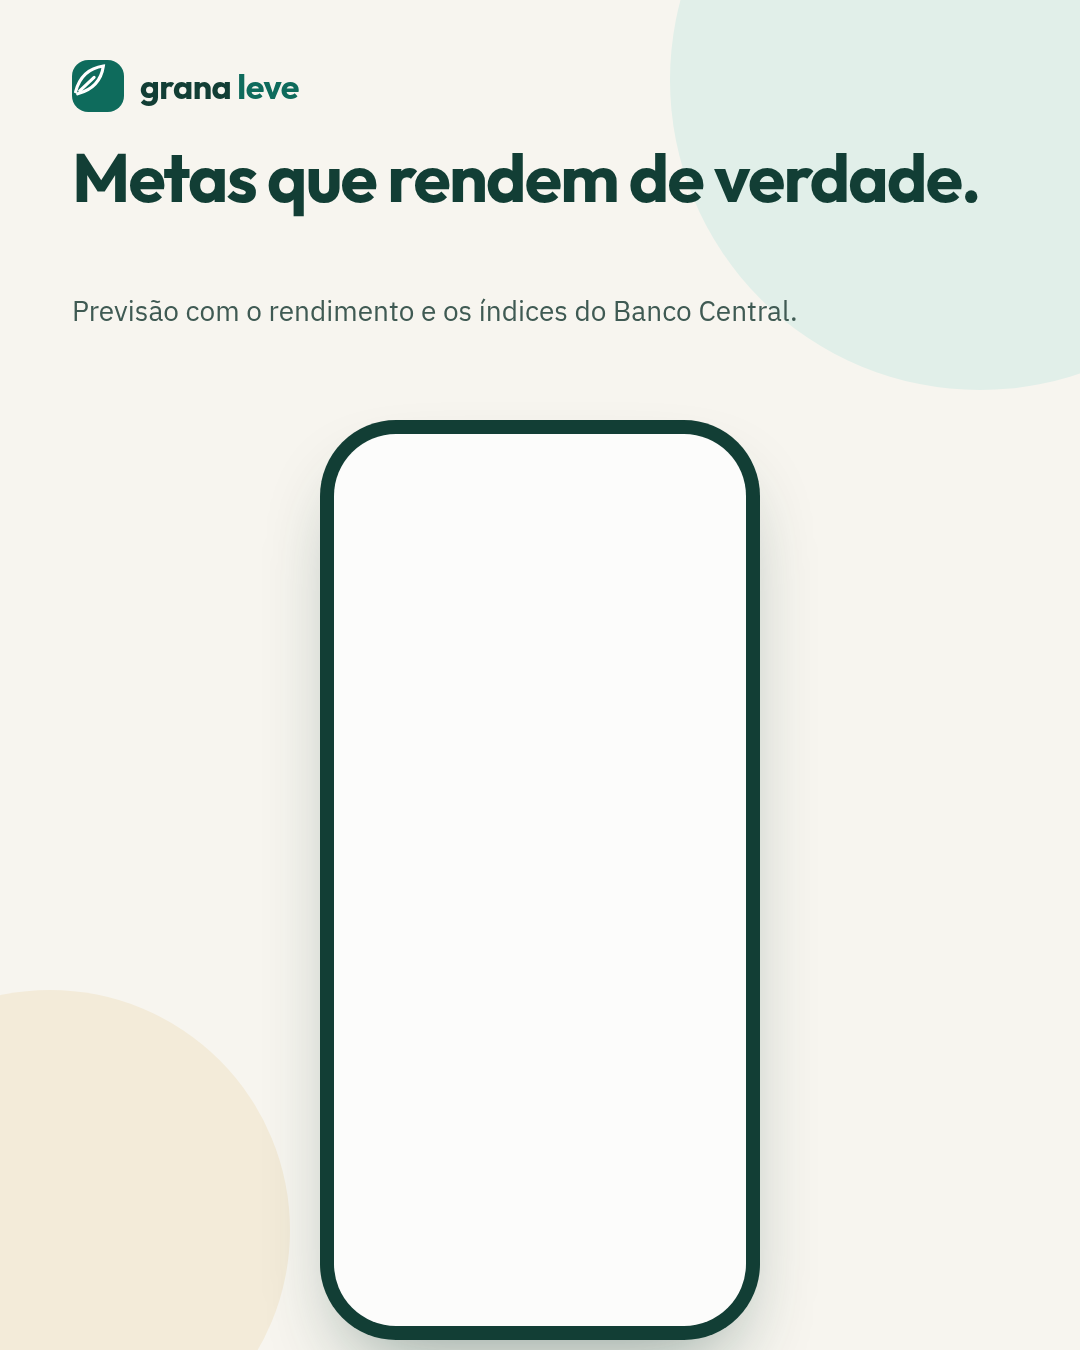 grana leve
Metas que rendem de verdade.
Previsão com o rendimento e os índices do Banco Central.